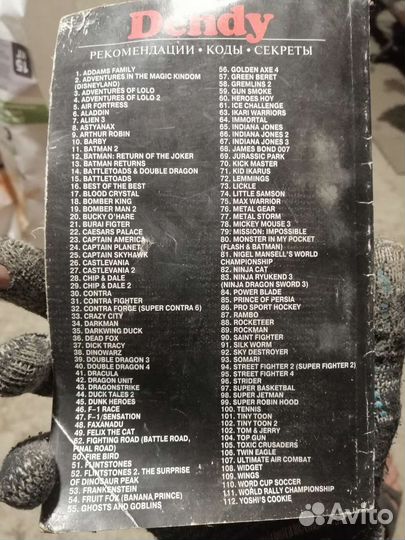 Dendy
РЕКОМЕНДАЦИИ · КОДЫ · СЕКРЕТЫ
1. ADDAMS FAMILY
2. ADVENTURES IN THE MAGIC KINDOM
(DISNEYLAND)
3. ADVENTURES OF LOLO
4. ADVENTURES OF LOLO 2
5. AIR FORTRESS
6. ALADDIN
7. ALIEN 3
8. ASTYANAX
9. ARTHUR ROBIN
10. BARBY
11. BATMAN 2
12. BATMAN: RETURN OF THE JOKER
13. BATMAN RETURNS
14. BATTLETOADS & DOUBLE DRAGON
15. BATTLETOADS
16. BEST OF THE BEST
17. BLOOD CRYSTAL
18. BOMBER KING
19. BOMBER MAN 2
20. BUCKY O'HARE
21. BURAI FIGTER
22. CAESARS PALACE
23. CAPTAIN AMERICA
24. CAPTAIN PLANET
25. CAPTAIN SKYHAWK
26. CASTLEVANIA
27. CASTLEVANIA 2
28. CHIP & DALE
29. CHIP & DALE 2
30. CONTRA
31. CONTRA FIGHTER
32. CONTRA FORCE (SUPER CONTRA 6)
33. CRAZY CITY
34. DARKMAN
35. DARKWING DUCK
36. DEAD FOX
37. DICK TRACY
38. DINOWARZ
39. DOUBLE DRAGON 3
40. DOUBLE DRAGON 4
41. DRACULA
42. DRAGON UNIT
43. DRAGONSTRIKE
44. DUCK TALES 2
45. DUNK HEROES
46. F-1 RACE
47. F-1/SENSATION
48. FAXANADU
49. FELIX THE CAT
62. FIGHTING ROAD (BATTLE ROAD,
FINAL ROAD)
50. FIRE BIRD
51. FLINTSTONES
52. FLINTSTONES 2. THE SURPRISE
OF DINOSAUR PEAK
53. FRANKENSTEIN
54. FRUIT FOX (BANANA PRINCE)
55. GHOSTS AND GOBLINS
56. GOLDEN AXE 4
57. GREEN BERET
58. GREMLINS 2
59. GUN SMOKE
60. HEROES HOY
61. ICE CHALLENGE
63. IKARI WARRIORS
64. IMMORTAL
65. INDIANA JONES
66. INDIANA JONES 2
67. INDIANA JONES 3
68. JAMES BOND 007
69. JURASSIC PARK
70. KICK MASTER
71. KID IKARUS
72. LEMMINGS
73. LICKLE
74. LITTLE SAMSON
75. MAX WARRIOR
76. METAL GEAR
77. METAL STORM
78. MICKEY MOUSE 3
79. MISSION: IMPOSSIBLE
80. MONSTER IN MY POCKET
(FLASH & BATMAN)
81. NIGEL MANSELL'S WORLD
CHAMPIONSHIP
82. NINJA CAT
83. NINJA RYUKEND 3
(NINJA DRAGON SWORD 3)
84. POWER BLADE
85. PRINCE OF PERSIA
86. PRO SPORT HOCKEY
87. RAMBO
88. ROCKETEER
89. ROCKMAN
90. SAINT FIGHTER
91. SILK WORM
92. SKY DESTROYER
93. SOMARI
94. STREET FIGHTER 2 (SUPER FIGHTER 2)
95. STREET FIGHTER 4
96. STRIDER
97. SUPER BASKETBAL
98. SUPER JETMAN
99. SUPER ROBIN HOOD
100. TENNIS
101. TINY TOON
102. TINY TOON 2
103. TOM & JERRY
104. TOP GUN
105. TOXIC CRUSADERS
106. TWIN EAGLE
107. ULTIMATE AIR COMBAT
108. WIDGET
109. WINGS
110. WORD CUP SOCCER
111. WORLD RALLY CHAMPIONSHIP
112. YOSHI'S COOKIE
Avito